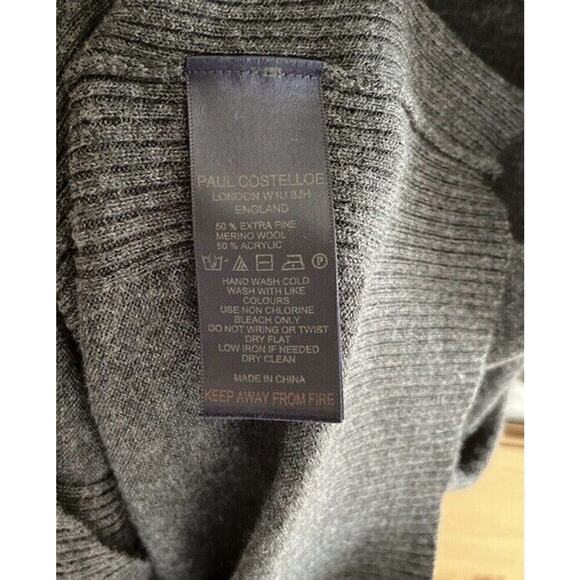 PAUL COSTELLOE
LONDON W1U 8JH
ENGLAND
50 % EXTRA FINE
MERINO WOOL
50 % ACRYLIC
HAND WASH COLD
WASH WITH LIKE
COLOURS
USE NON CHLORINE
BLEACH ONLY
DO NOT WRING OR TWIST
DRY FLAT
LOW IRON IF NEEDED
DRY CLEAN
MADE IN CHINA
KEEP AWAY FROM FIRE